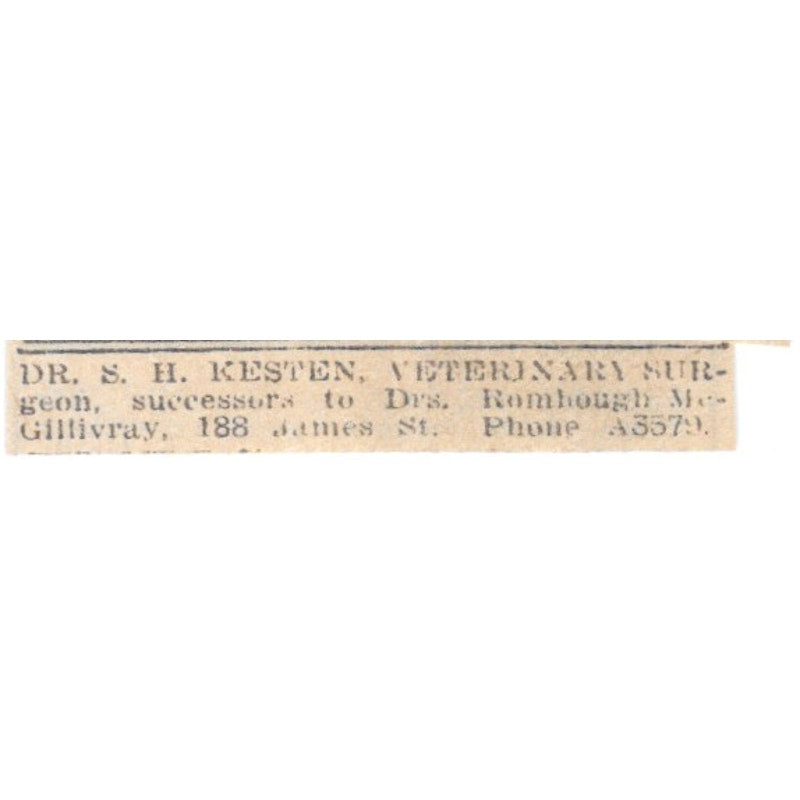 DR. S. H. KESTEN, VETERINARY SUR-
geon, successors to Drs. Rombough Mc-
Gillivray, 188 James St. Phone A3579.